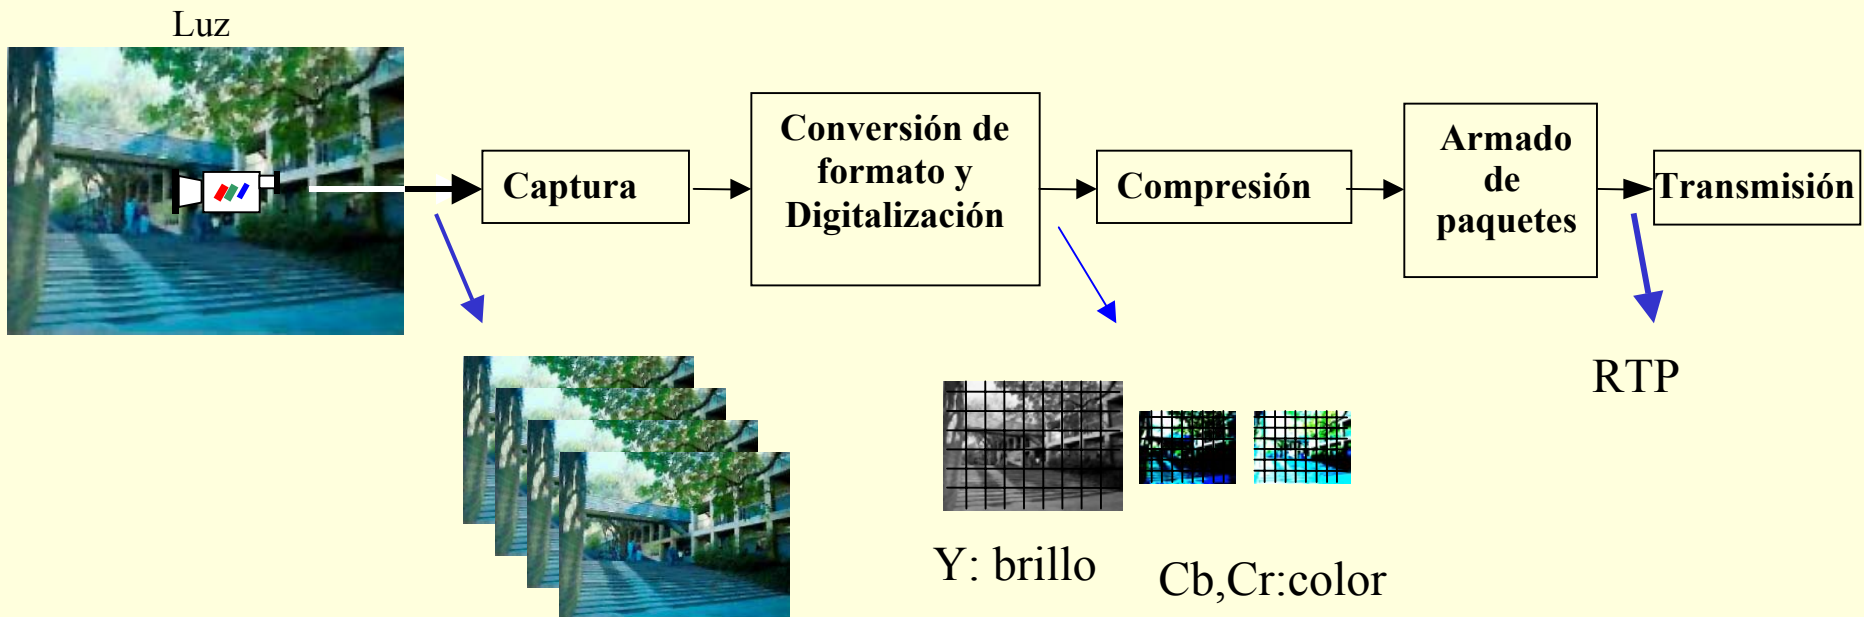 Luz
Captura
Conversión de
formato y
Digitalización
Compresión
Armado
de
paquetes
Transmisión
RTP
Y: brillo
Cb,Cr:color